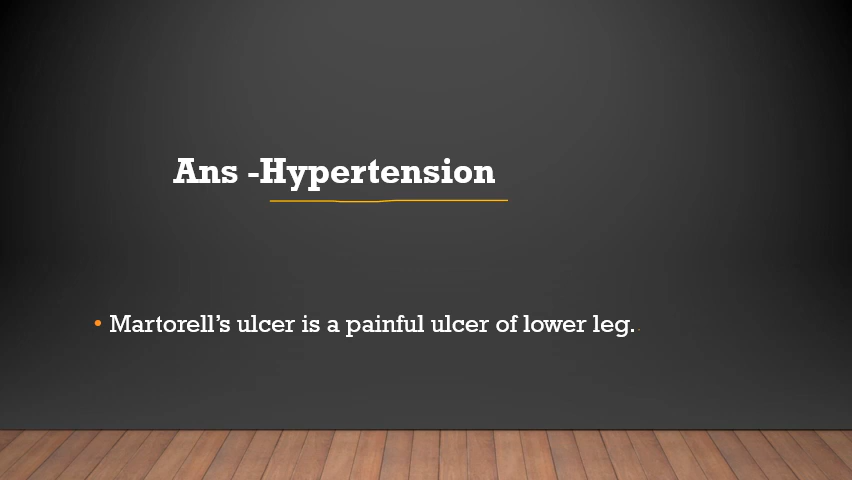 Ans -Hypertension
• Martorell's ulcer is a painful ulcer of lower leg.